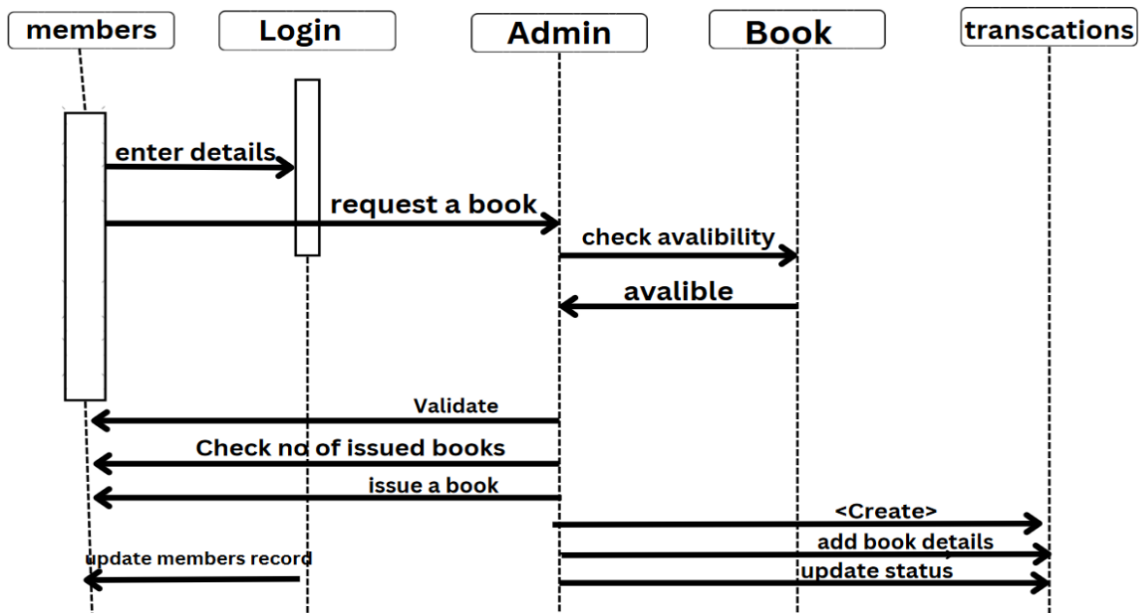 members
Login
Admin
Book
transcations
enter details
request a book
check avalibility
avalible
Validate
Check no of issued books
issue a book
<Create>
add book details
update members record
update status